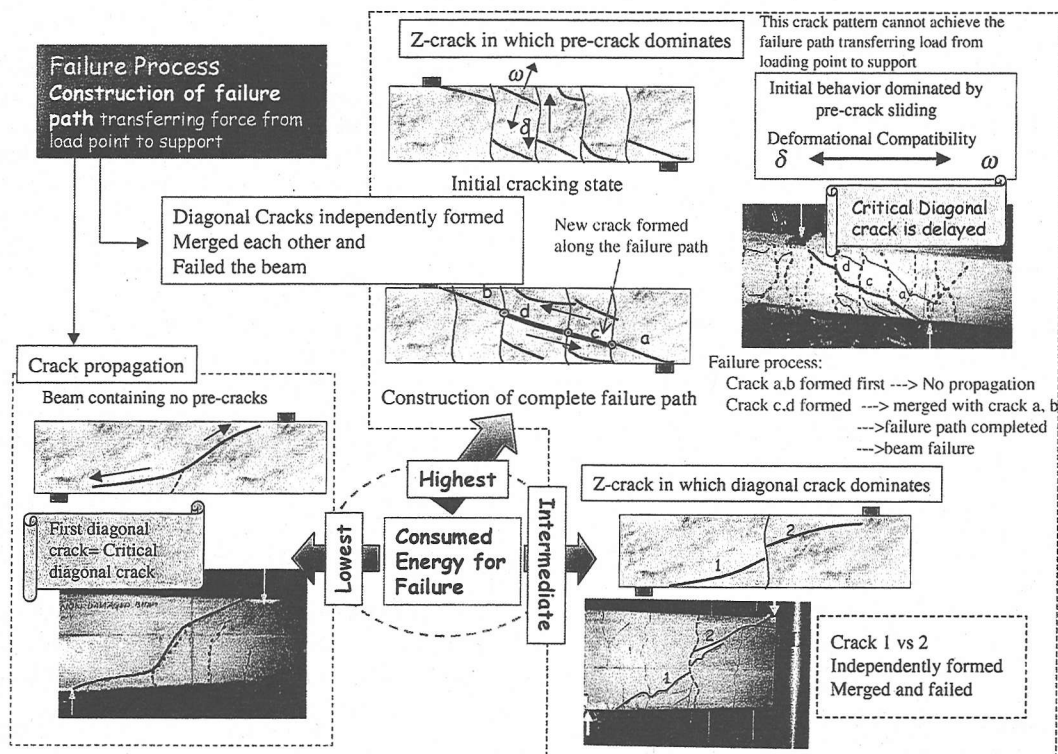 Failure Process
Construction of failure
path transferring force from
load point to support
Diagonal Cracks independently formed
Merged each other and
Failed the beam
Z-crack in which pre-crack dominates
ω
δ
Initial cracking state
This crack pattern cannot achieve the
failure path transferring load from
loading point to support
Initial behavior dominated by
pre-crack sliding
Deformational Compatibility
δ ω
Critical Diagonal
crack is delayed
d
c
a
New crack formed
along the failure path
b
d
c
a
Construction of complete failure path
Failure process:
Crack a,b formed first ---> No propagation
Crack c.d formed ---> merged with crack a, b
--->failure path completed
--->beam failure
Crack propagation
Beam containing no pre-cracks
First diagonal
crack= Critical
diagonal crack
Highest
Lowest
Consumed
Energy for
Failure
Intermediate
Z-crack in which diagonal crack dominates
1
2
1
2
Crack 1 vs 2
Independently formed
Merged and failed